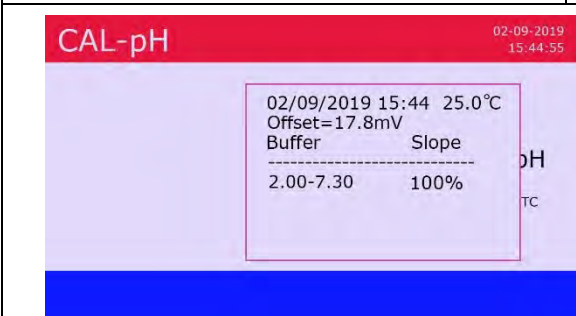 CAL-pH
02-09-2019
15:44:55
02/09/2019 15:44 25.0°C
Offset=17.8mV
Buffer Slope
----------------------------
2.00-7.30 100%
pH
TC